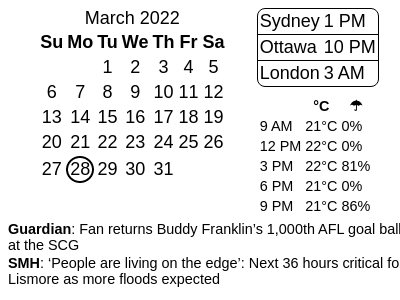 March 2022
Su Mo Tu We Th Fr Sa
1 2 3 4 5
6 7 8 9 10 11 12
13 14 15 16 17 18 19
20 21 22 23 24 25 26
27 28 29 30 31
Sydney 1 PM
Ottawa 10 PM
London 3 AM
°C ☂
9 AM 21°C 0%
12 PM 22°C 0%
3 PM 22°C 81%
6 PM 21°C 0%
9 PM 21°C 86%
Guardian: Fan returns Buddy Franklin’s 1,000th AFL goal ball
at the SCG
SMH: ‘People are living on the edge’: Next 36 hours critical fo
Lismore as more floods expected